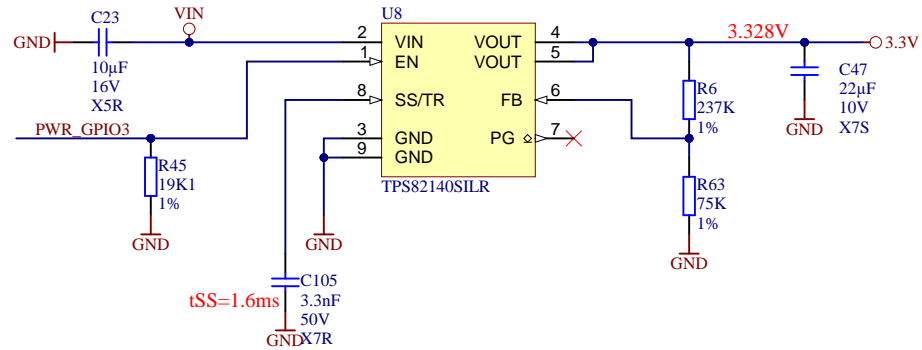 C23
VIN
GND
10µF
16V
X5R
U8
2
VIN
1
EN
8
SS/TR
3
GND
9
GND
VOUT
4
VOUT
5
FB
6
PG
7
TPS82140SILR
3.328V
3.3V
C47
22µF
10V
X7S
GND
R6
237K
1%
R63
75K
1%
GND
PWR_GPIO3
R45
19K1
1%
GND
GND
C105
3.3nF
50V
X7R
tSS=1.6ms
GND